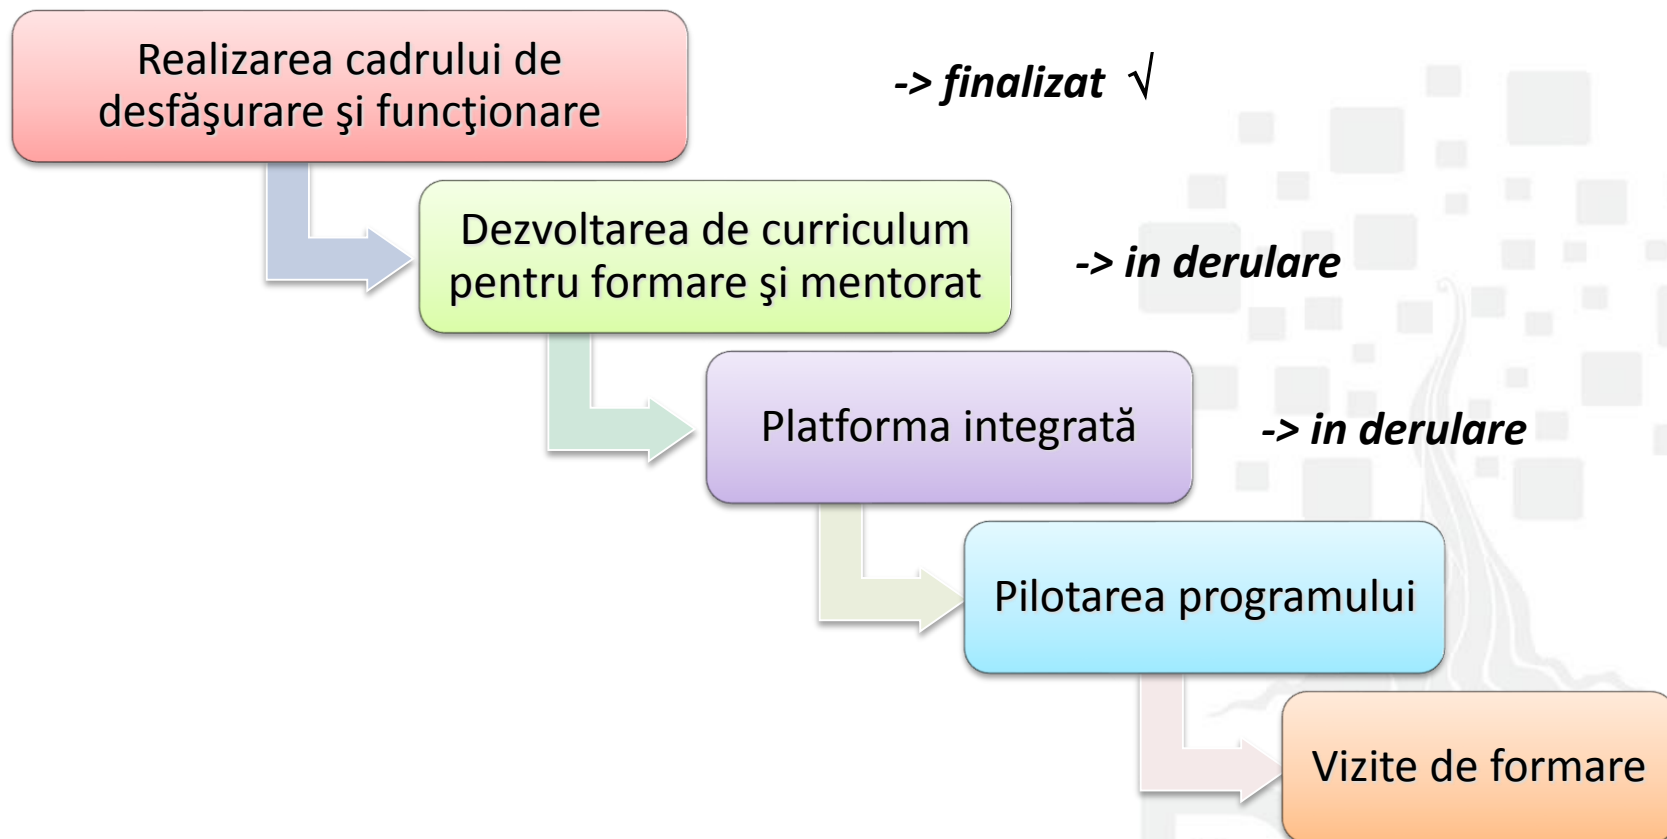 Realizarea cadrului de
desfăşurare şi funcţionare
-> finalizat √
Dezvoltarea de curriculum
pentru formare şi mentorat
-> in derulare
Platforma integrată
-> in derulare
Pilotarea programului
Vizite de formare